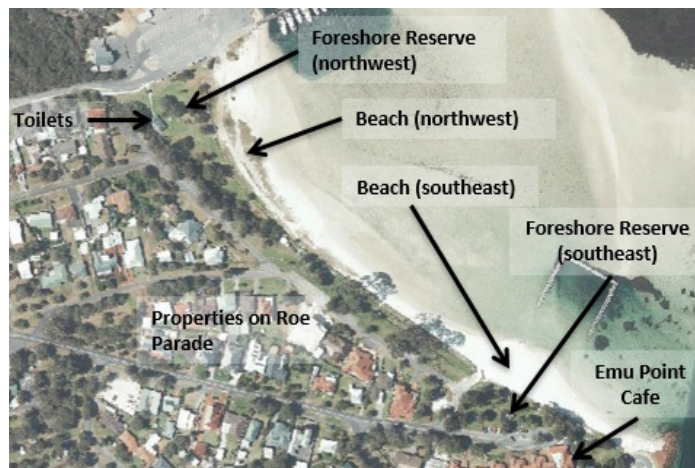 Foreshore Reserve
(northwest)
Toilets
Beach (northwest)
Beach (southeast)
Foreshore Reserve
(southeast)
Properties on Roe
Parade
Emu Point
Cafe